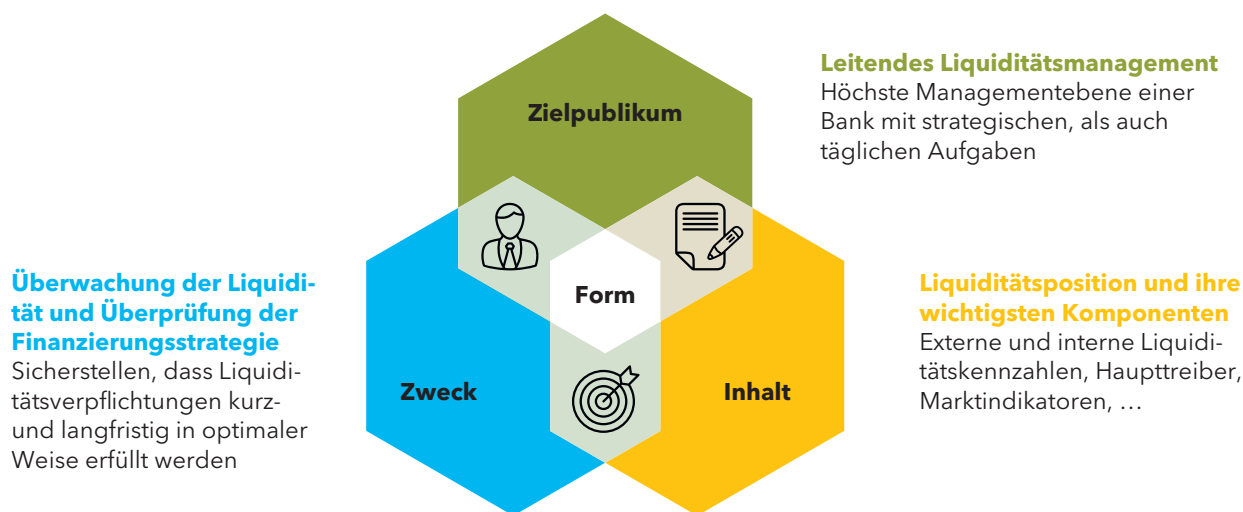 Zielpublikum
Leitendes Liquiditätsmanagement
Höchste Managementebene einer
Bank mit strategischen, als auch
täglichen Aufgaben
Überwachung der Liquidi-
tät und Überprüfung der
Finanzierungsstrategie
Sicherstellen, dass Liquidi-
tätsverpflichtungen kurz-
und langfristig in optimaler
Weise erfüllt werden
Form
Zweck
Inhalt
Liquiditätsposition und ihre
wichtigsten Komponenten
Externe und interne Liquidi-
tätskennzahlen, Haupttreiber,
Marktindikatoren, …